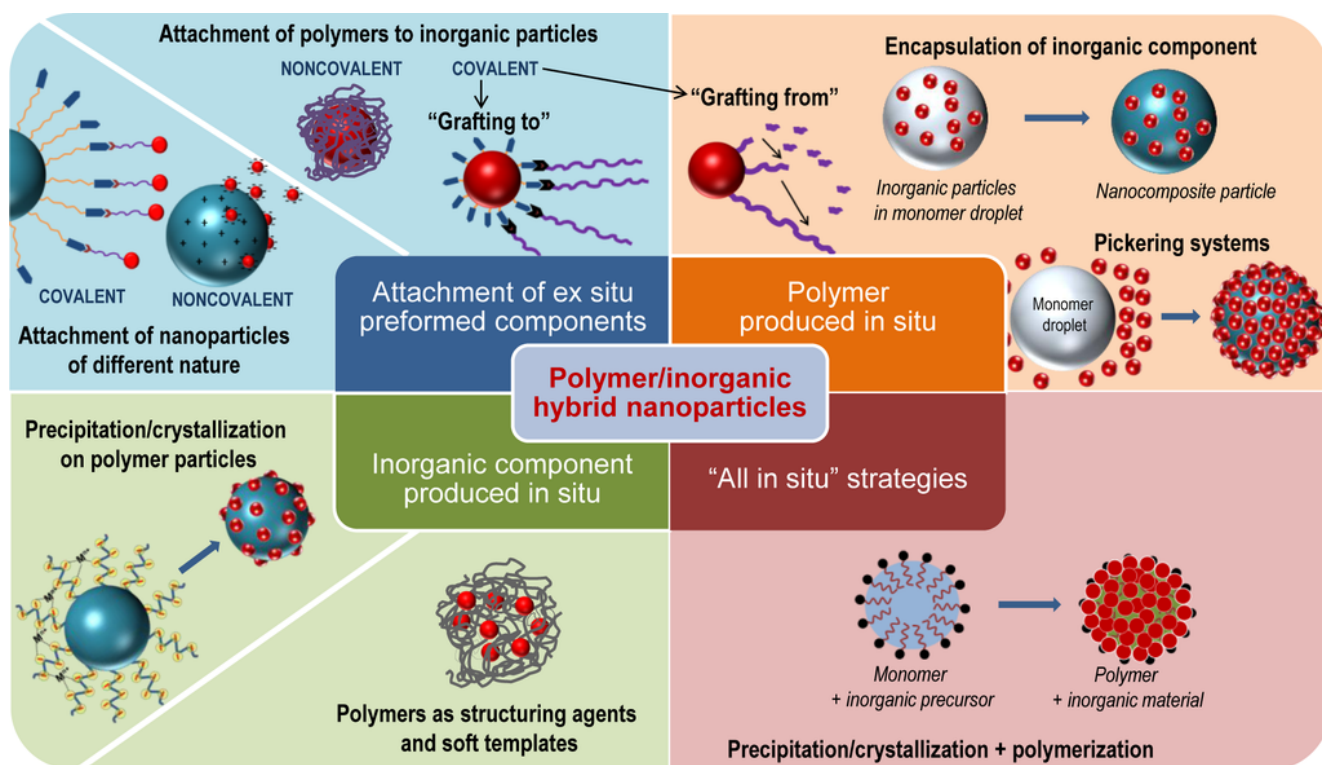 Attachment of polymers to inorganic particles
NONCOVALENT
COVALENT
“Grafting to”
“Grafting from”
COVALENT
NONCOVALENT
Attachment of nanoparticles
of different nature
Encapsulation of inorganic component
Inorganic particles
in monomer droplet
Nanocomposite particle
Pickering systems
Monomer
droplet
Attachment of ex situ
preformed components
Polymer
produced in situ
Polymer/inorganic
hybrid nanoparticles
Inorganic component
produced in situ
“All in situ” strategies
Precipitation/crystallization
on polymer particles
Polymers as structuring agents
and soft templates
Monomer
+ inorganic precursor
Polymer
+ inorganic material
Precipitation/crystallization + polymerization